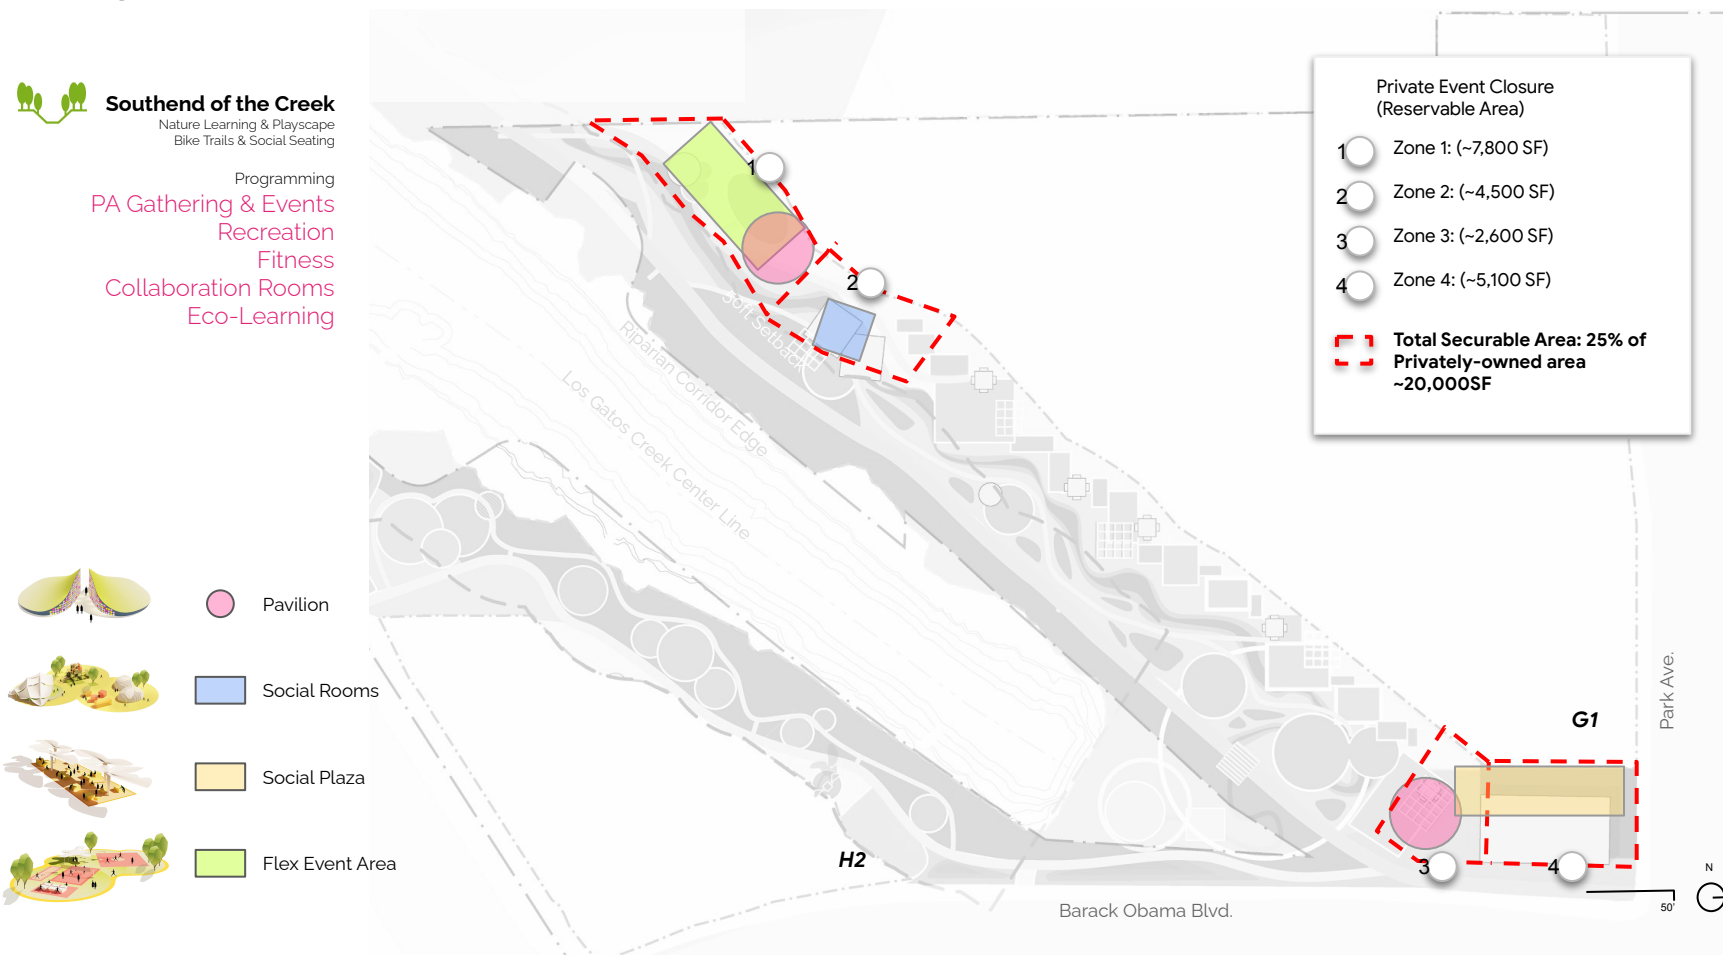 Southend of the Creek
Nature Learning & Playscape
Bike Trails & Social Seating
Programming
PA Gathering & Events
Recreation
Fitness
Collaboration Rooms
Eco-Learning
Pavilion
Social Rooms
Social Plaza
Flex Event Area
1
2
Soft Setback
Riparian Corridor Edge
Los Gatos Creek Center Line
Private Event Closure
(Reservable Area)
1 Zone 1: (~7,800 SF)
2 Zone 2: (~4,500 SF)
3 Zone 3: (~2,600 SF)
4 Zone 4: (~5,100 SF)
Total Securable Area: 25% of
Privately-owned area
~20,000SF
Park Ave.
G1
H2
3
4
Barack Obama Blvd.
50'
N